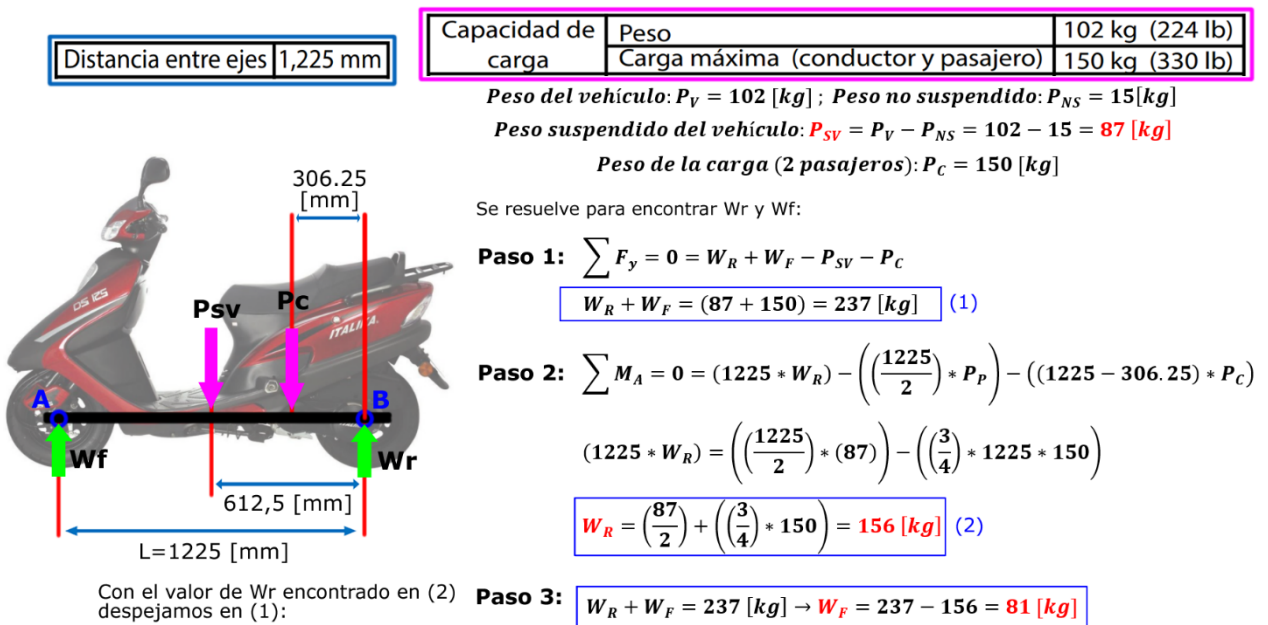 Distancia entre ejes 1,225 mm
Capacidad de carga Peso 102 kg (224 lb)
Carga máxima (conductor y pasajero) 150 kg (330 lb)
Peso del vehículo: P_V = 102 [kg] ; Peso no suspendido: P_NS = 15[kg]
Peso suspendido del vehículo: P_SV = P_V − P_NS = 102 − 15 = 87 [kg]
Peso de la carga (2 pasajeros): P_C = 150 [kg]
306.25
[mm]
Se resuelve para encontrar Wr y Wf:
Paso 1: ∑ F_y = 0 = W_R + W_F − P_SV − P_C
W_R + W_F = (87 + 150) = 237 [kg] (1)
DS 125
Psv
Pc
ITALIKA
Paso 2: ∑ M_A = 0 = (1225 * W_R) − ((1225/2) * P_P) − ((1225 − 306.25) * P_C)
A
B
(1225 * W_R) = ((1225/2) * (87)) − ((3/4) * 1225 * 150)
Wf
Wr
612,5 [mm]
W_R = (87/2) + ((3/4) * 150) = 156 [kg] (2)
L=1225 [mm]
Con el valor de Wr encontrado en (2)
despejamos en (1):
Paso 3: W_R + W_F = 237 [kg] → W_F = 237 − 156 = 81 [kg]